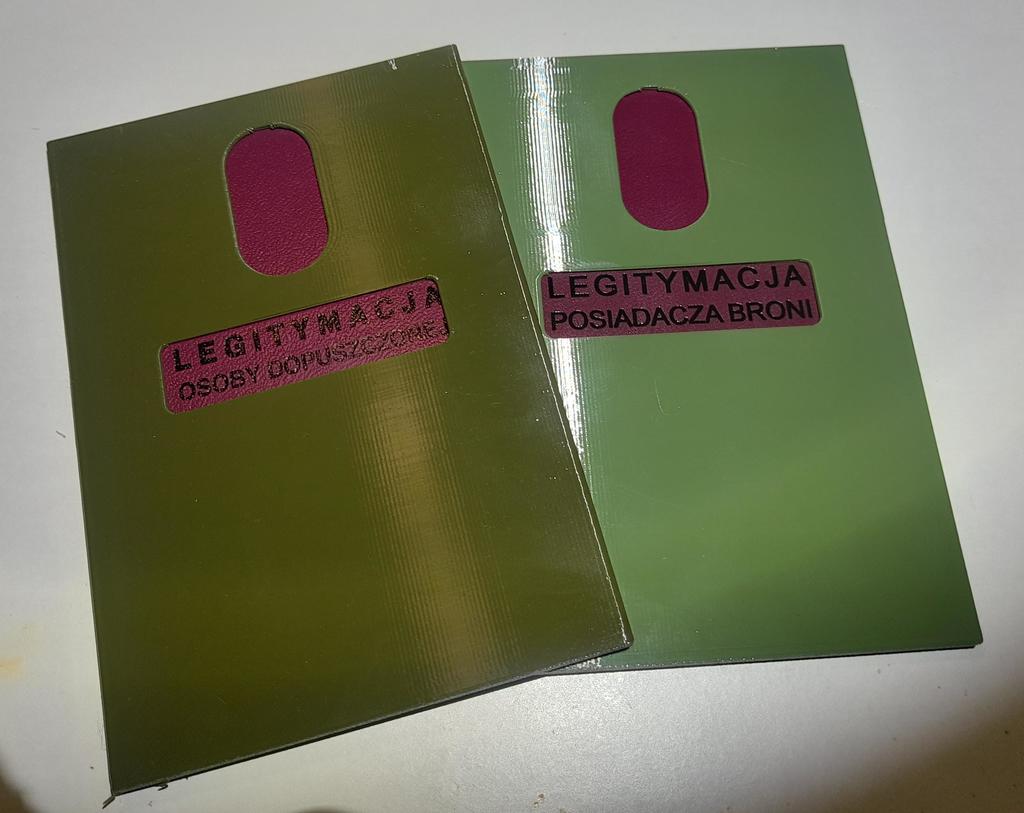 LEGITYMACJA
OSOBY DOPUSZCZONEJ
LEGITYMACJA
POSIADACZA BRONI